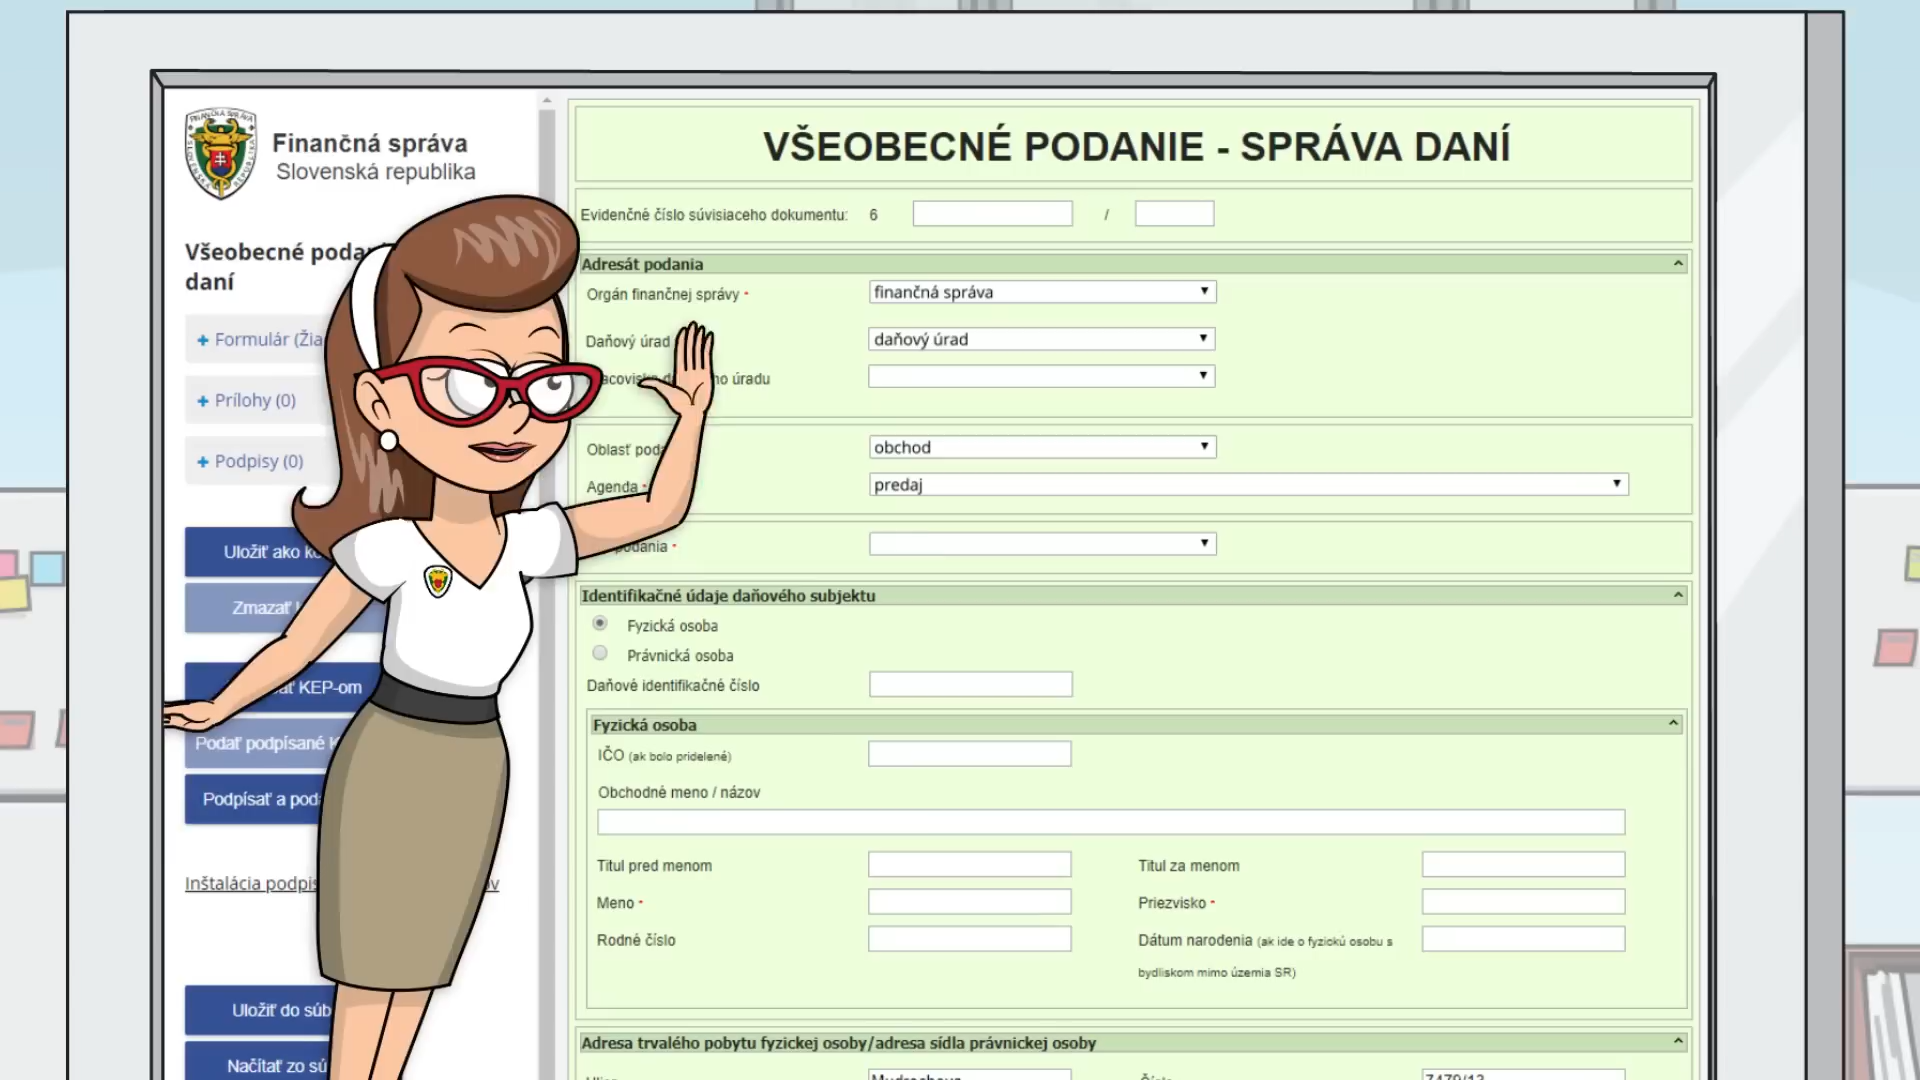 Finančná správa
Slovenská republika
Všeobecné poda
daní
+ Formulár (Žia
+ Prílohy (0)
+ Podpisy (0)
Uložiť ako ko
Zmazať
ať KEP-om
Podať podpísané K
Podpísať a poda
Inštalácia podpis
Uložiť do súb
Načítať zo sú
VŠEOBECNÉ PODANIE - SPRÁVA DANÍ
Evidenčné číslo súvisiaceho dokumentu: 6 /
Adresát podania
Orgán finančnej správy * finančná správa
Daňový úrad daňový úrad
úradu
Oblasť poda obchod
Agenda * predaj
podania *
Identifikačné údaje daňového subjektu
Fyzická osoba
Právnická osoba
Daňové identifikačné číslo
Fyzická osoba
IČO (ak bolo pridelené)
Obchodné meno / názov
Titul pred menom Titul za menom
Meno * Priezvisko *
Rodné číslo Dátum narodenia (ak ide o fyzickú osobu s
bydliskom mimo územia SR)
Adresa trvalého pobytu fyzickej osoby/adresa sídla právnickej osoby